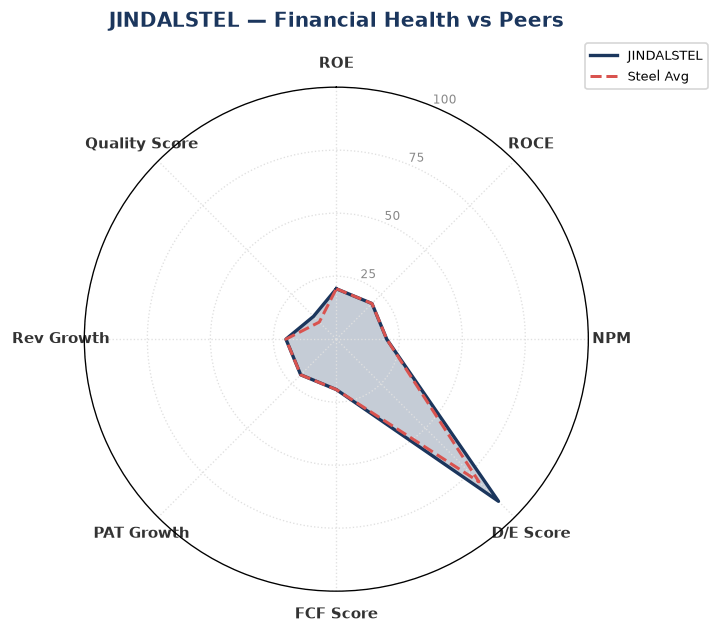 JINDALSTEL — Financial Health vs Peers
JINDALSTEL
Steel Avg
ROE
100
Quality Score
ROCE
75
50
25
Rev Growth
NPM
PAT Growth
D/E Score
FCF Score